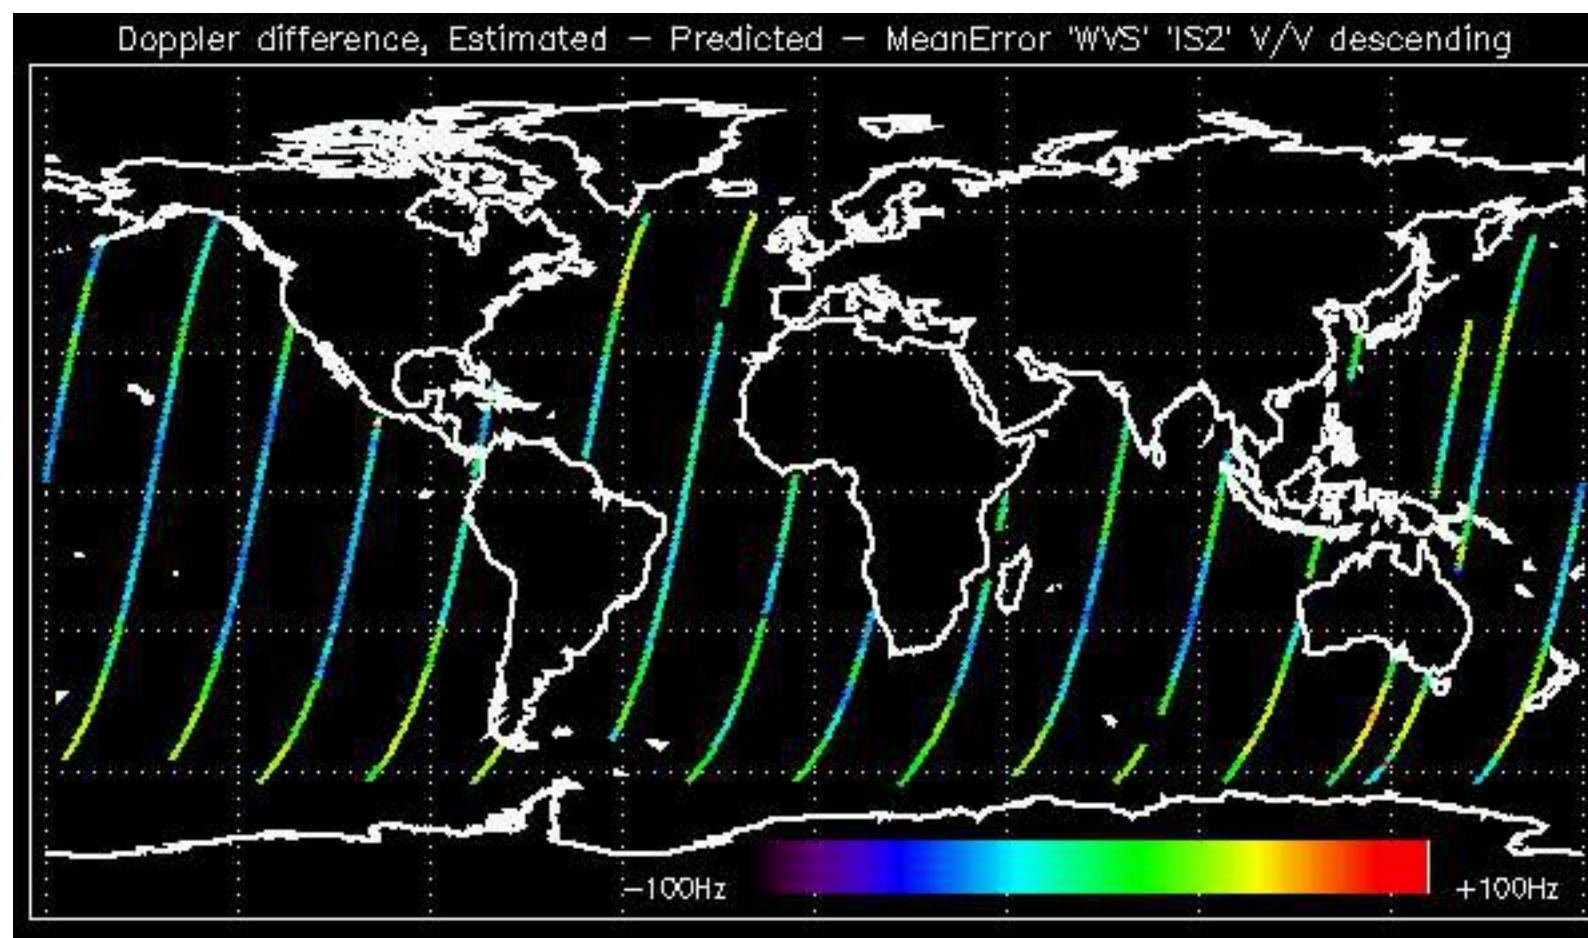 Doppler difference, Estimated - Predicted - MeanError 'WVS' 'IS2' V/V descending
-100Hz +100Hz